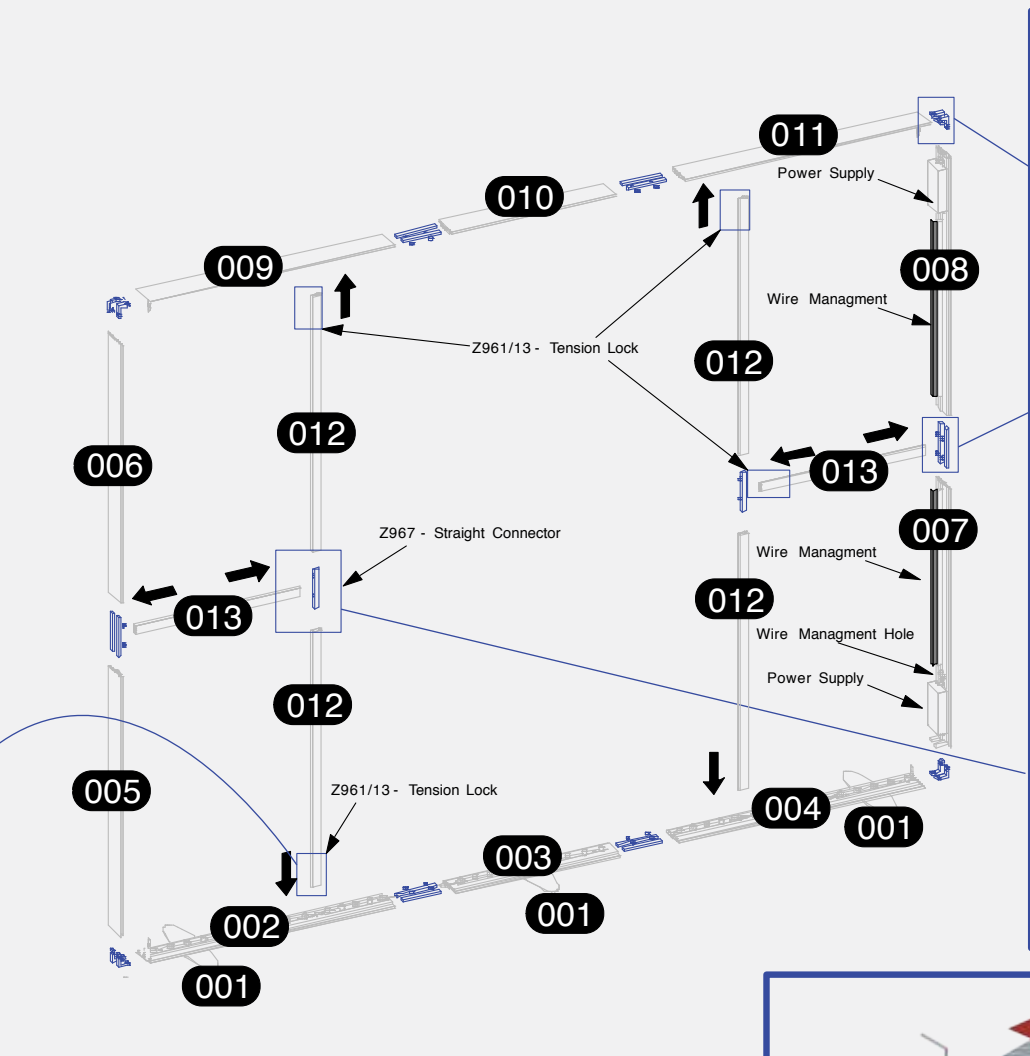 011
Power Supply
010
009
008
Wire Managment
Z961/13 - Tension Lock
012
012
006
013
007
Z967 - Straight Connector
Wire Managment
012
013
Wire Managment Hole
Power Supply
012
005
Z961/13 - Tension Lock
004
001
003
001
002
001